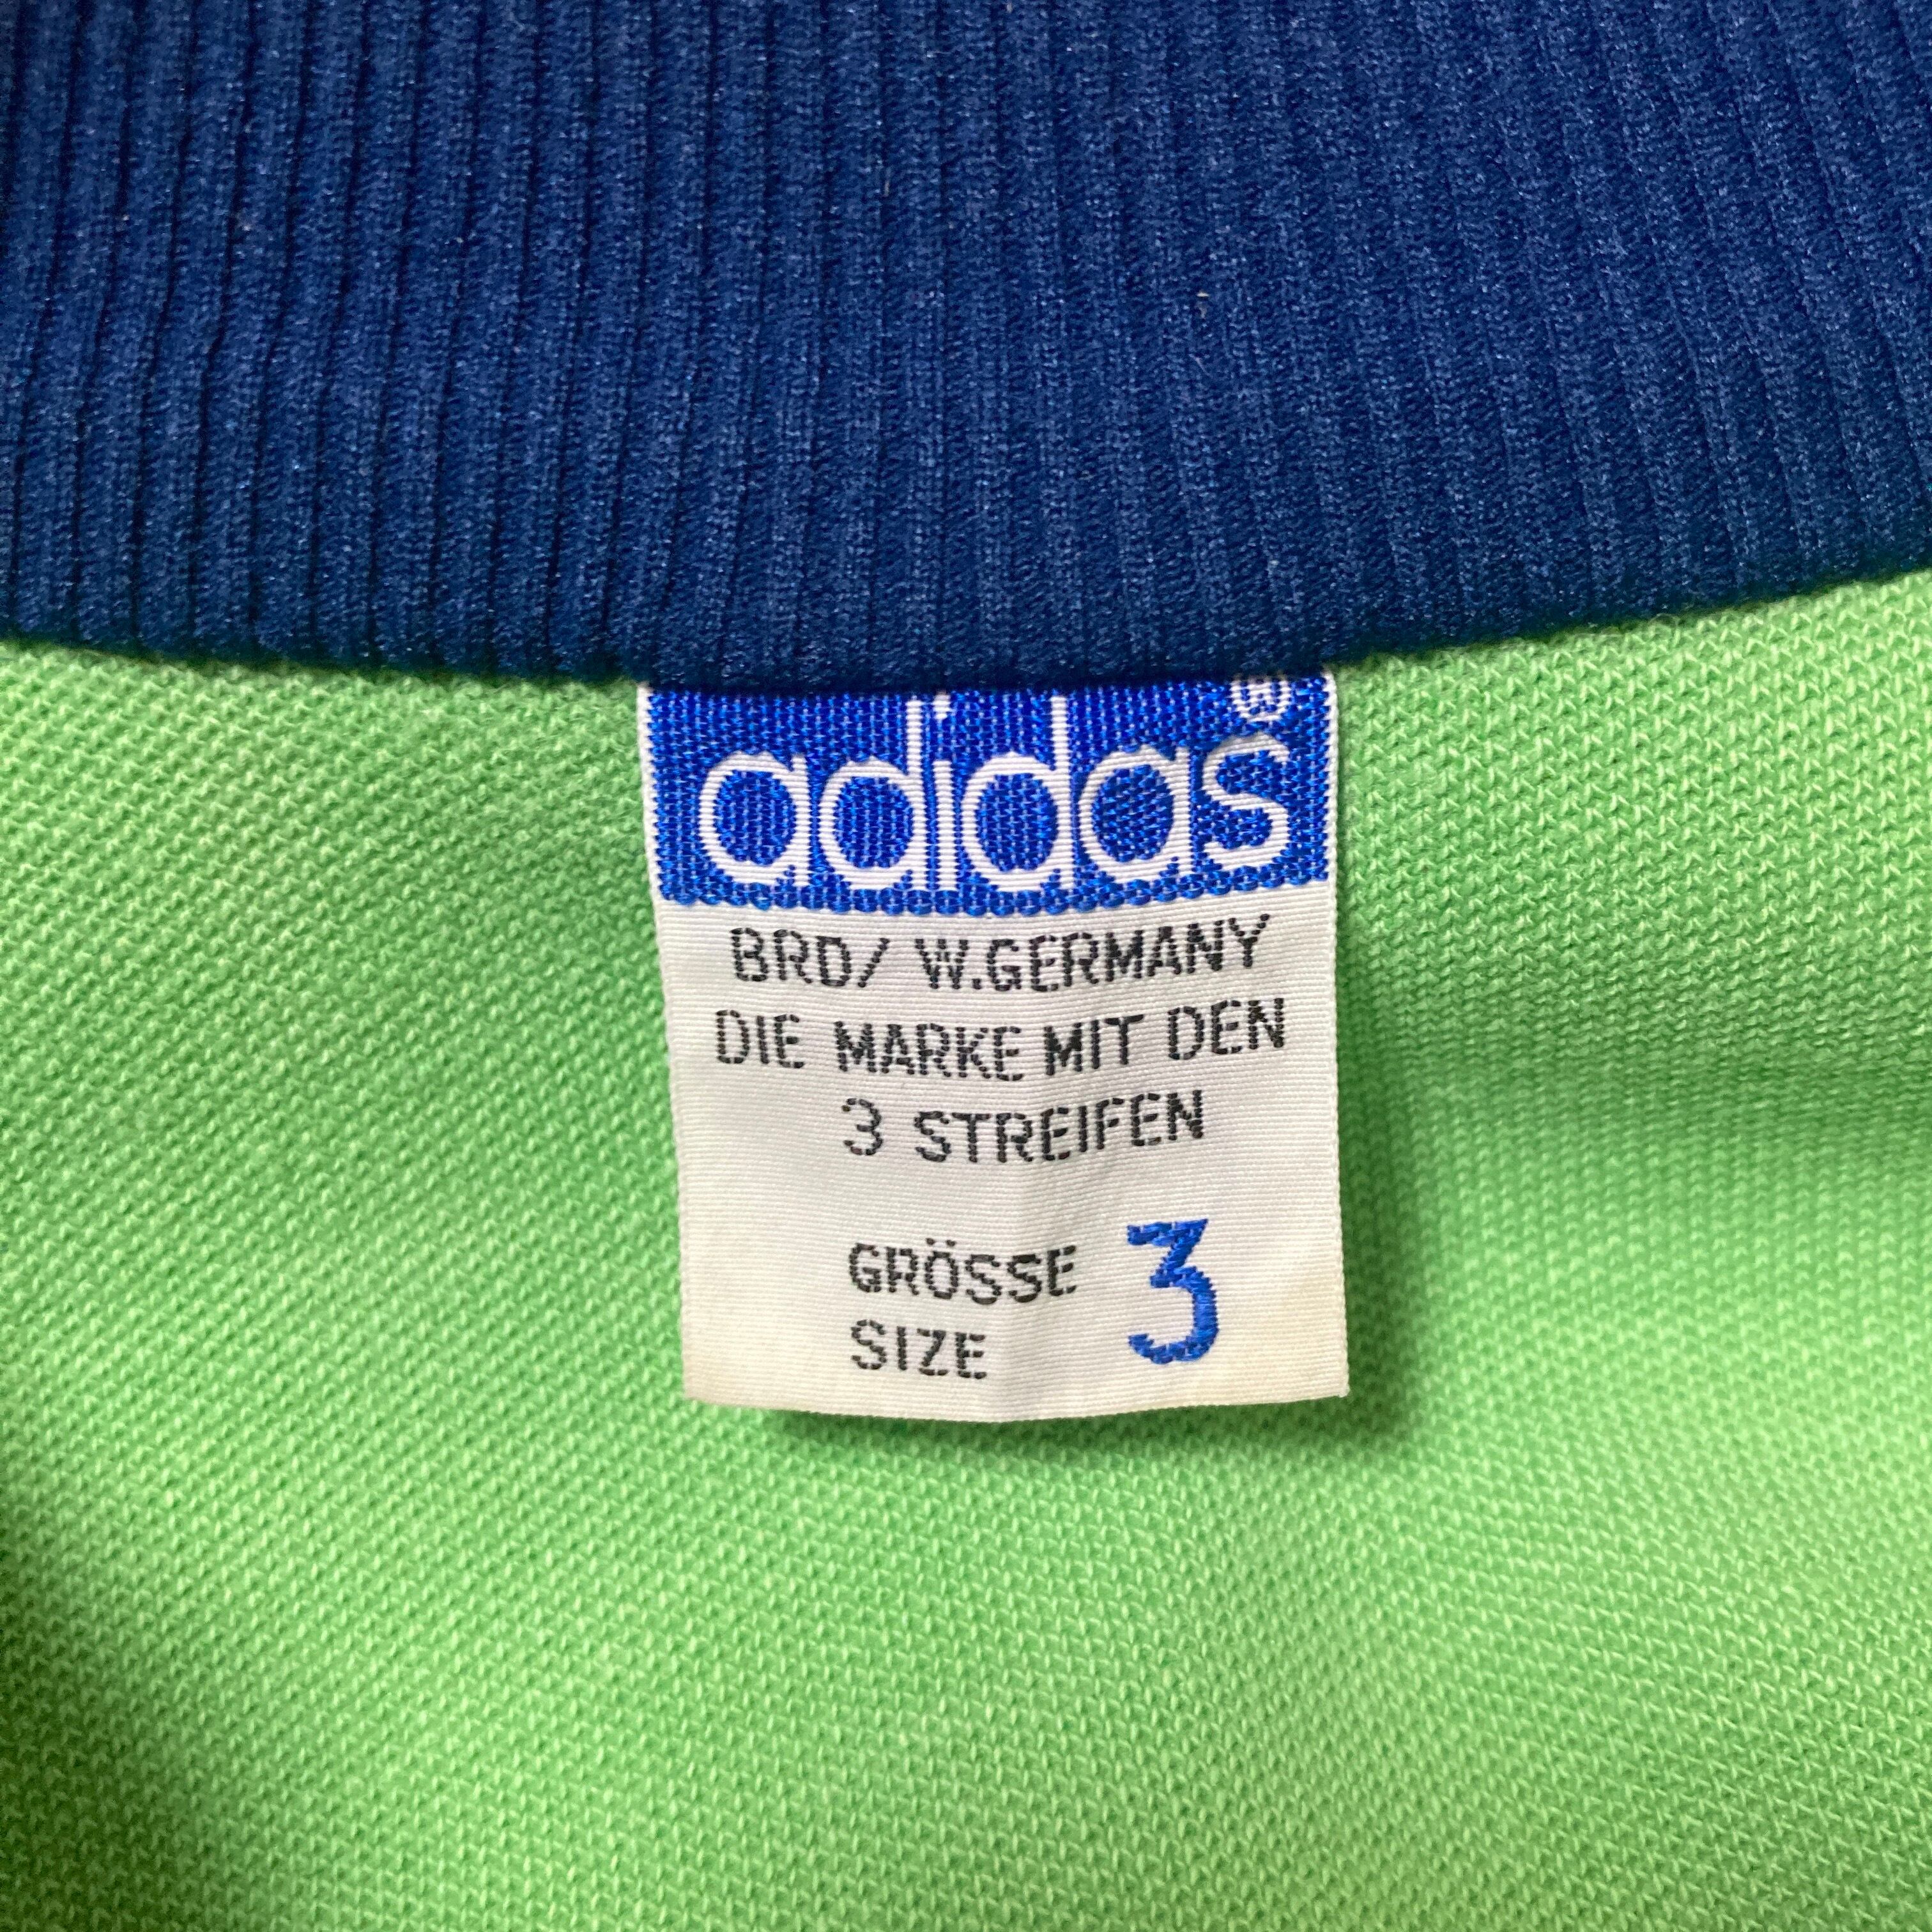 ®
adidas
BRD/ W.GERMANY
DIE MARKE MIT DEN
3 STREIFEN
GRÖSSE 3
SIZE